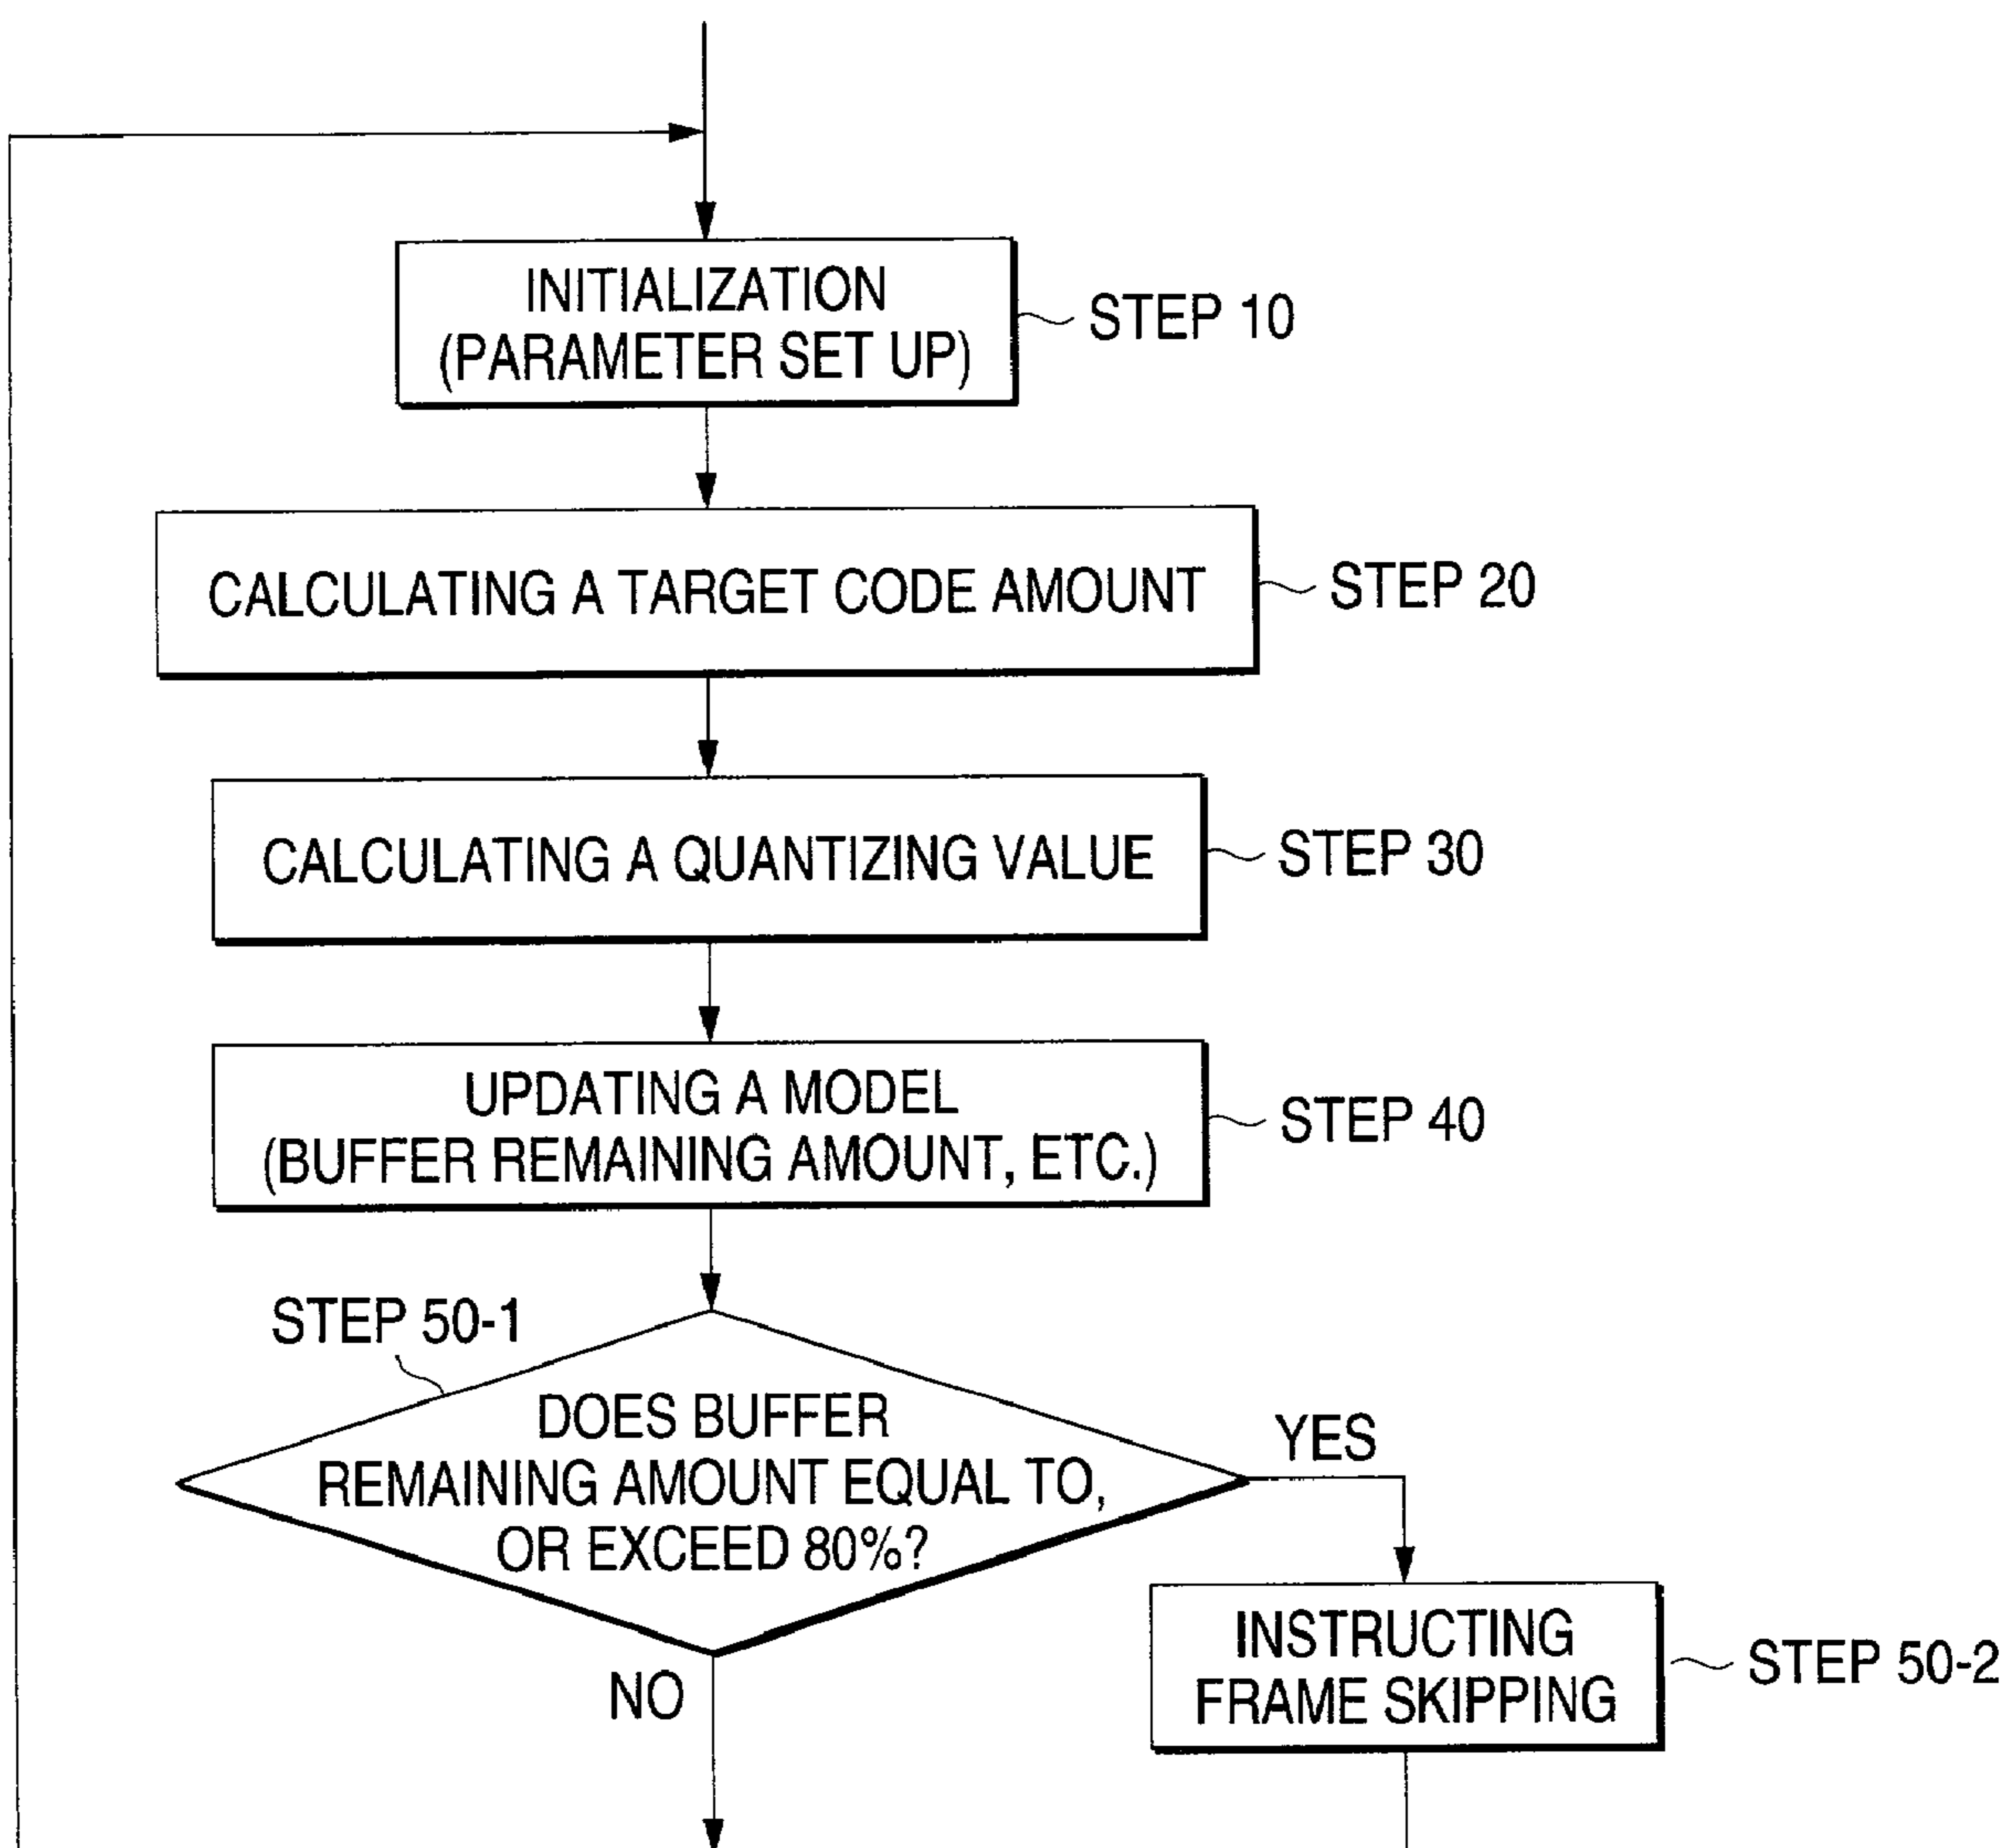 INITIALIZATION
(PARAMETER SET UP)
STEP 10
CALCULATING A TARGET CODE AMOUNT
STEP 20
CALCULATING A QUANTIZING VALUE
STEP 30
UPDATING A MODEL
(BUFFER REMAINING AMOUNT, ETC.)
STEP 40
STEP 50-1
DOES BUFFER
REMAINING AMOUNT EQUAL TO,
OR EXCEED 80%?
YES
NO
INSTRUCTING
FRAME SKIPPING
STEP 50-2